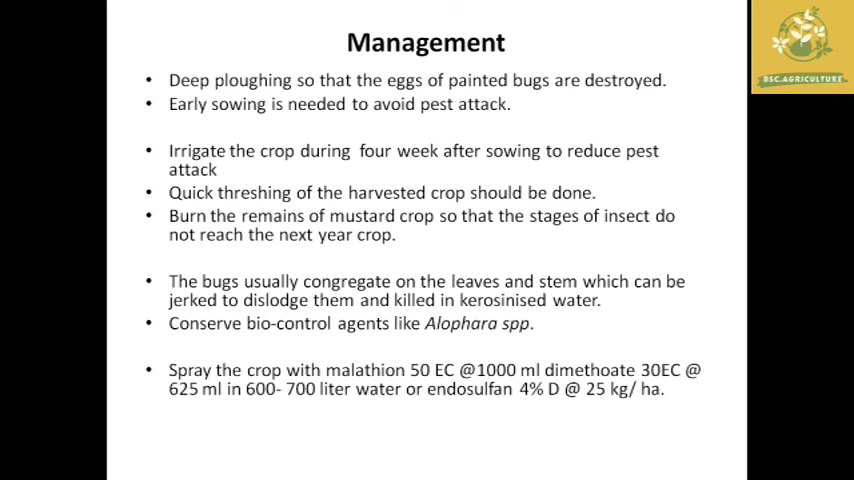 Management
BSC.AGRICULTURE
• Deep ploughing so that the eggs of painted bugs are destroyed.
• Early sowing is needed to avoid pest attack.
• Irrigate the crop during four week after sowing to reduce pest
attack
• Quick threshing of the harvested crop should be done.
• Burn the remains of mustard crop so that the stages of insect do
not reach the next year crop.
• The bugs usually congregate on the leaves and stem which can be
jerked to dislodge them and killed in kerosinised water.
• Conserve bio-control agents like Alophara spp.
• Spray the crop with malathion 50 EC @1000 ml dimethoate 30EC @
625 ml in 600- 700 liter water or endosulfan 4% D @ 25 kg/ ha.